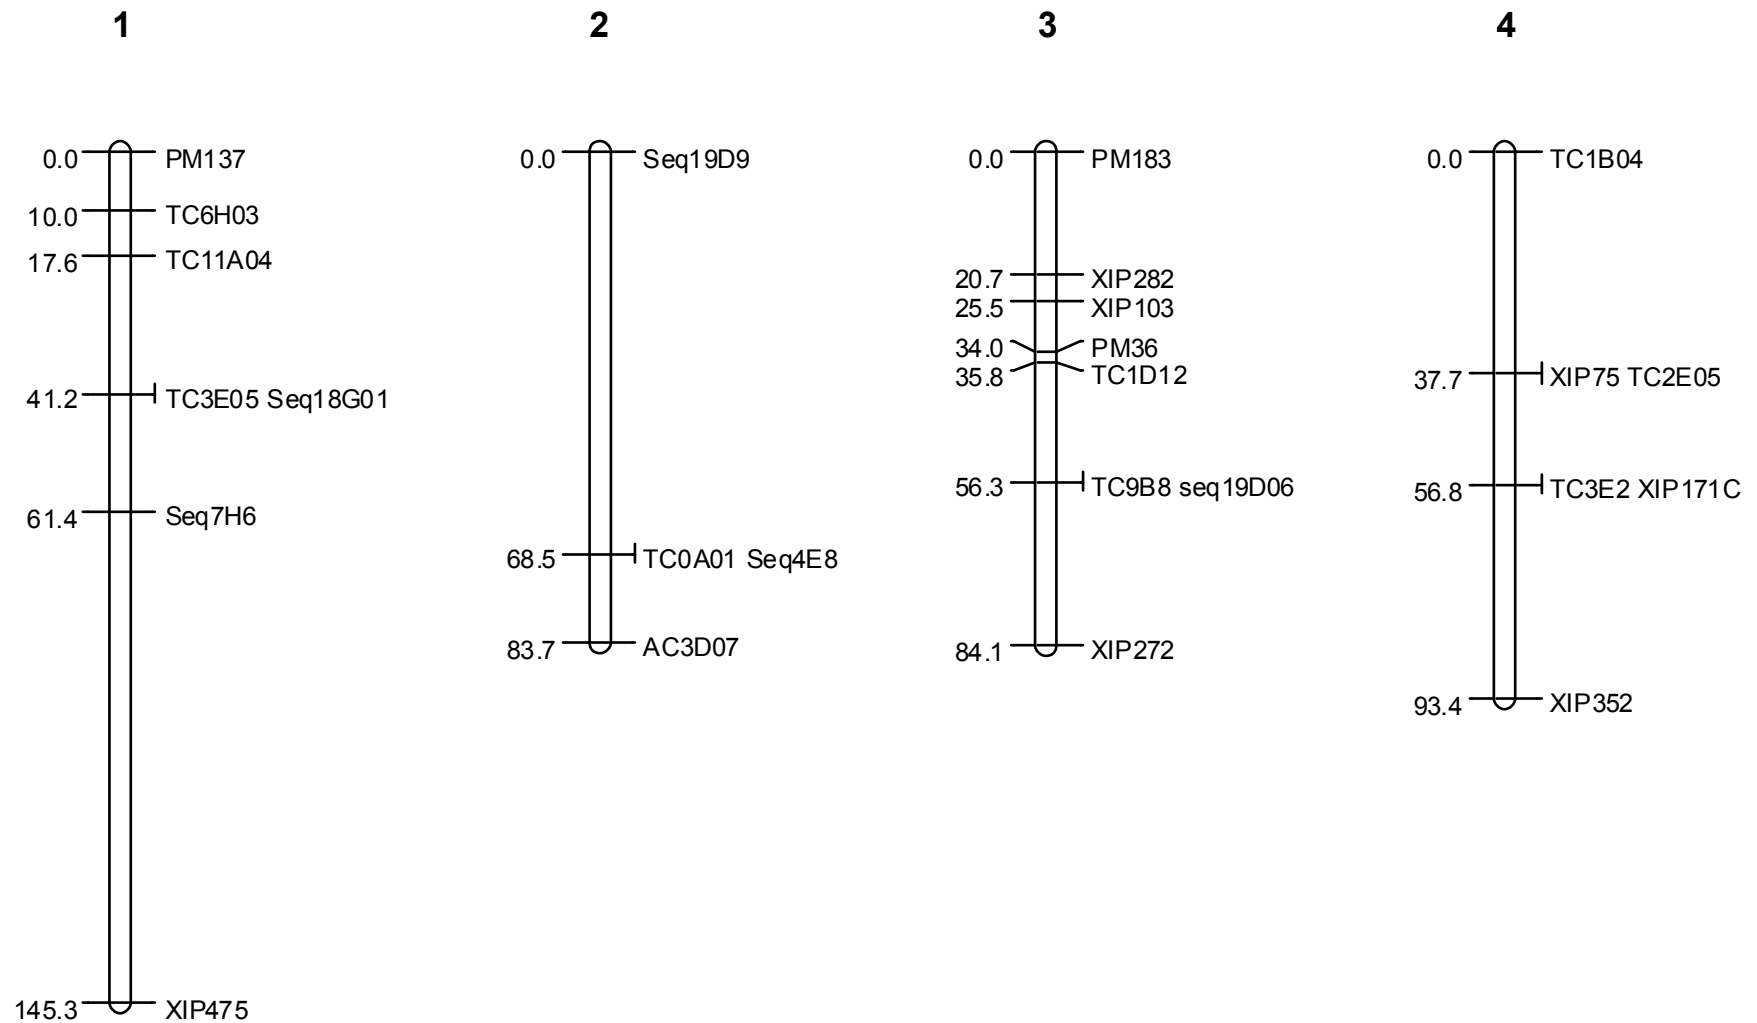 1
0.0 PM137
10.0 TC6H03
17.6 TC11A04
41.2 TC3E05 Seq18G01
61.4 Seq7H6
145.3 XIP475
2
0.0 Seq19D9
68.5 TC0A01 Seq4E8
83.7 AC3D07
3
0.0 PM183
20.7 XIP282
25.5 XIP103
34.0 PM36
35.8 TC1D12
56.3 TC9B8 seq19D06
84.1 XIP272
4
0.0 TC1B04
37.7 XIP75 TC2E05
56.8 TC3E2 XIP171C
93.4 XIP352